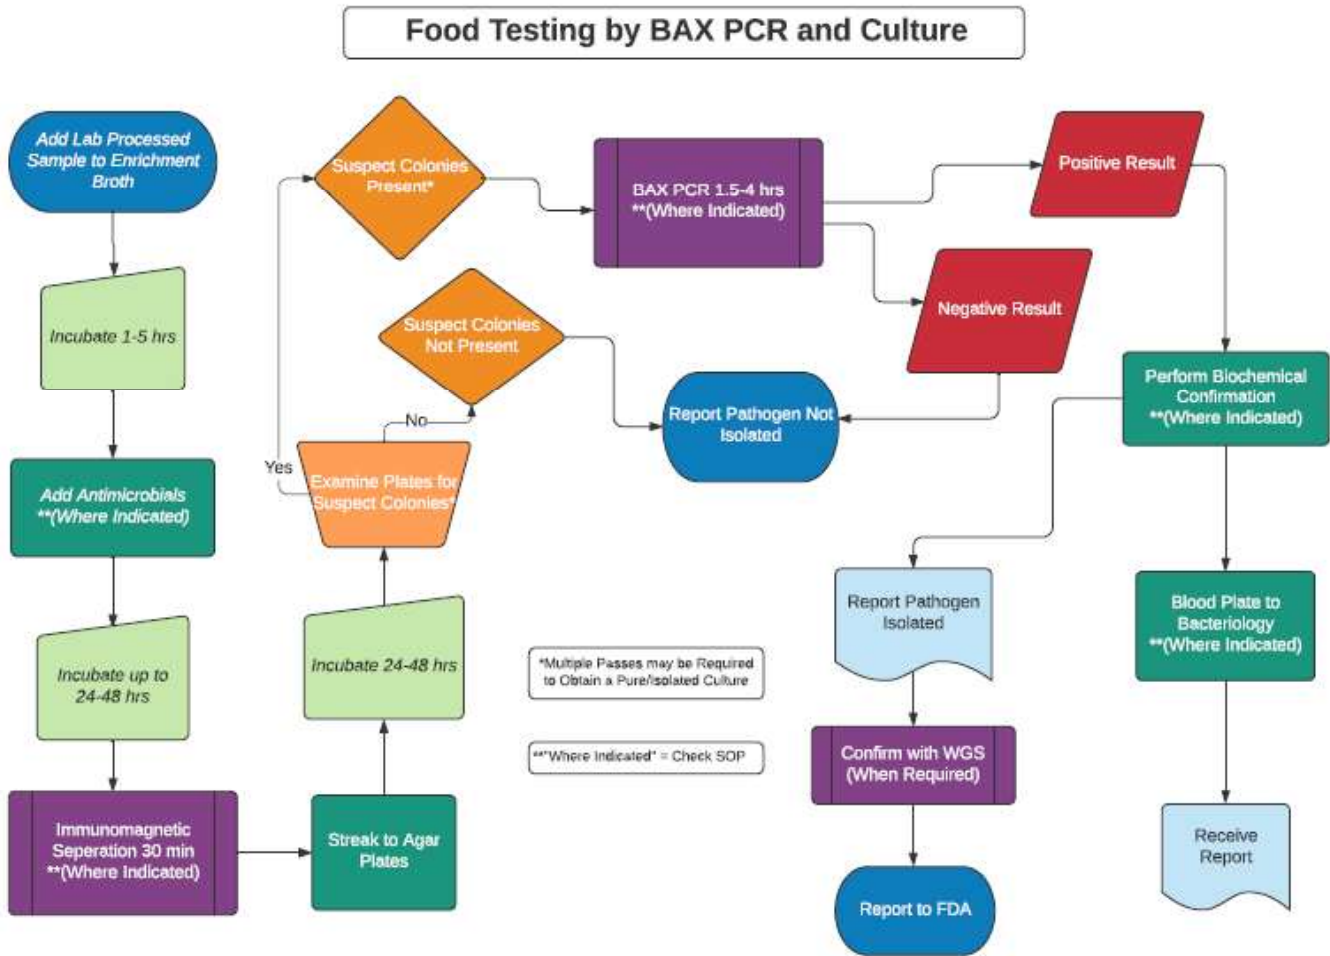 Food Testing by BAX PCR and Culture
Add Lab Processed
Sample to Enrichment
Broth
Incubate 1-5 hrs
Add Antimicrobials
**(Where Indicated)
Incubate up to
24-48 hrs
Immunomagnetic
Seperation 30 min
**(Where Indicated)
Streak to Agar
Plates
Incubate 24-48 hrs
Examine Plates for
Suspect Colonies*
Yes
No
Suspect Colonies
Present*
Suspect Colonies
Not Present
BAX PCR 1.5-4 hrs
**(Where Indicated)
Positive Result
Negative Result
Report Pathogen Not
Isolated
Perform Biochemical
Confirmation
**(Where Indicated)
Report Pathogen
Isolated
Confirm with WGS
(When Required)
Report to FDA
Blood Plate to
Bacteriology
**(Where Indicated)
Receive
Report
*Multiple Passes may be Required
to Obtain a Pure/Isolated Culture
**"Where Indicated" = Check SOP